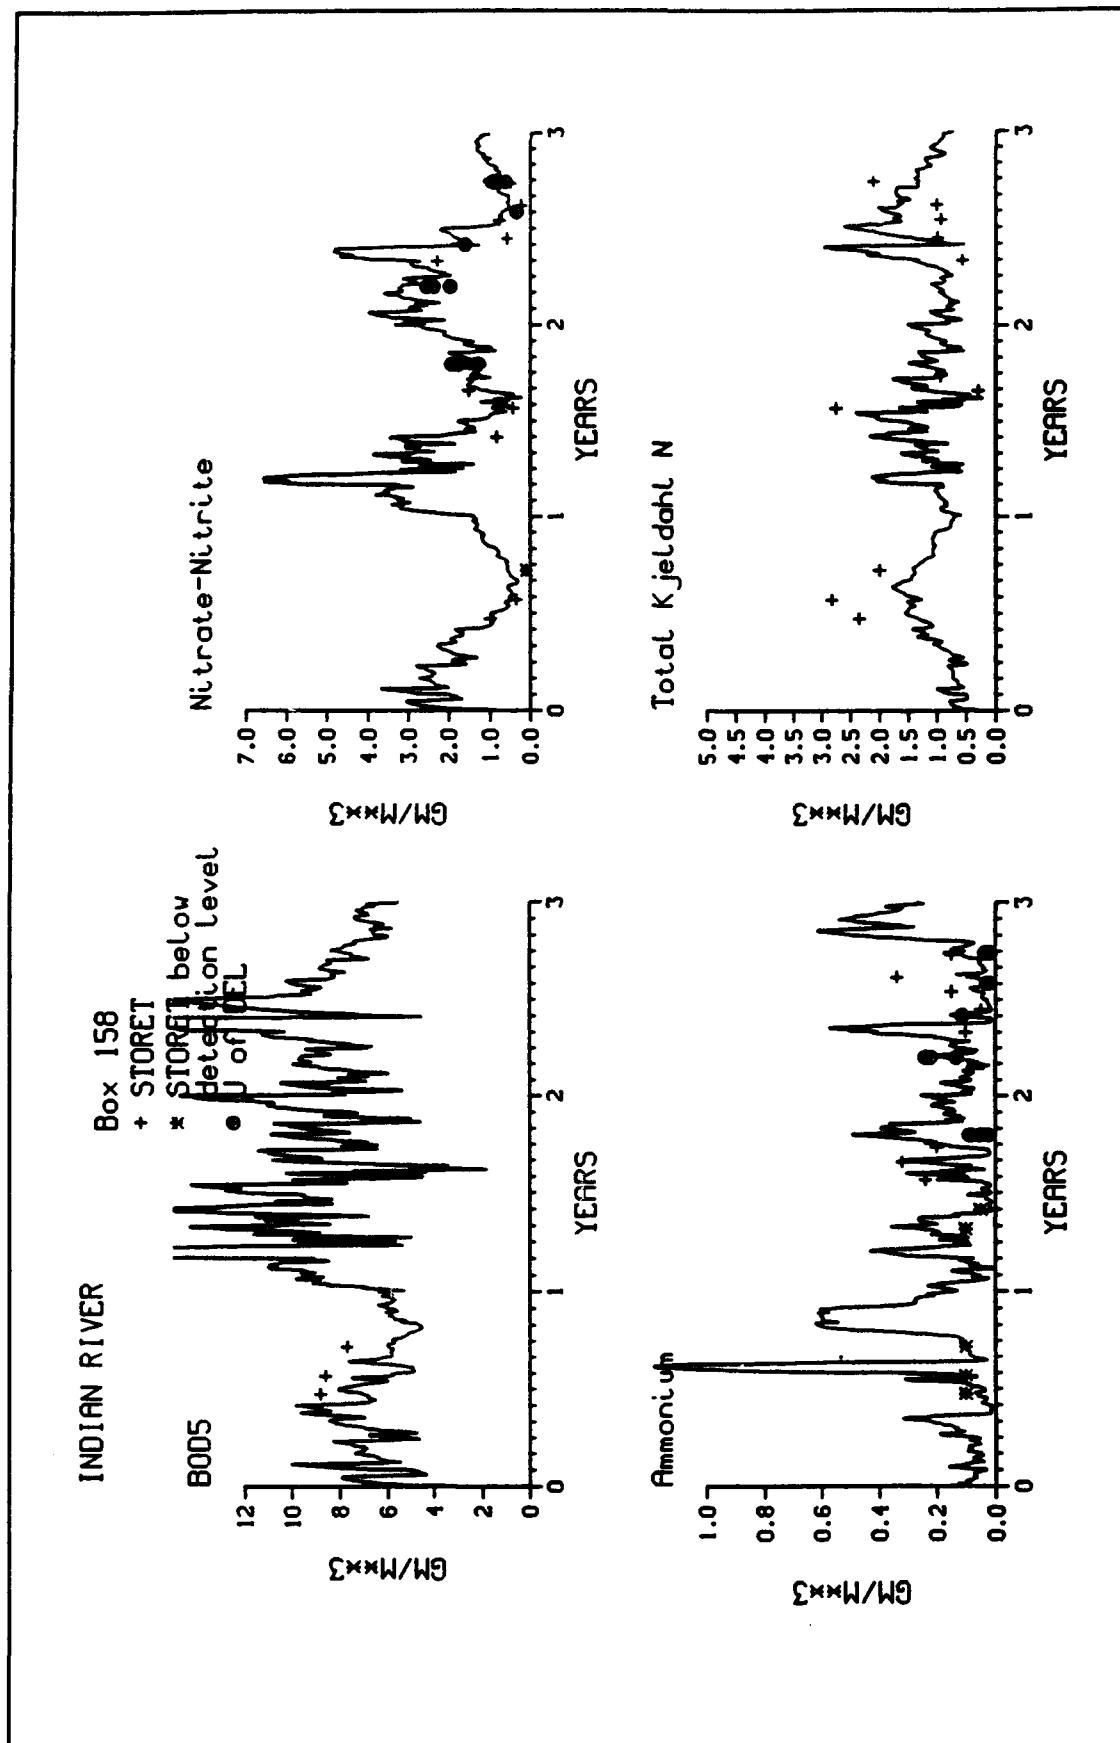 INDIAN RIVER
Box 158
+ STORET
* STORET below
detection level
U of DEL
BOD5
12
10
8
6
4
2
0
GM/M**3
0
1
2
3
YEARS
Nitrate-Nitrite
7.0
6.0
5.0
4.0
3.0
2.0
1.0
0.0
GM/M**3
0
1
2
3
YEARS
Ammonium
1.0
0.8
0.6
0.4
0.2
0.0
GM/M**3
0
1
2
3
YEARS
Total Kjeldahl N
5.0
4.5
4.0
3.5
3.0
2.5
2.0
1.5
1.0
0.5
0.0
GM/M**3
0
1
2
3
YEARS